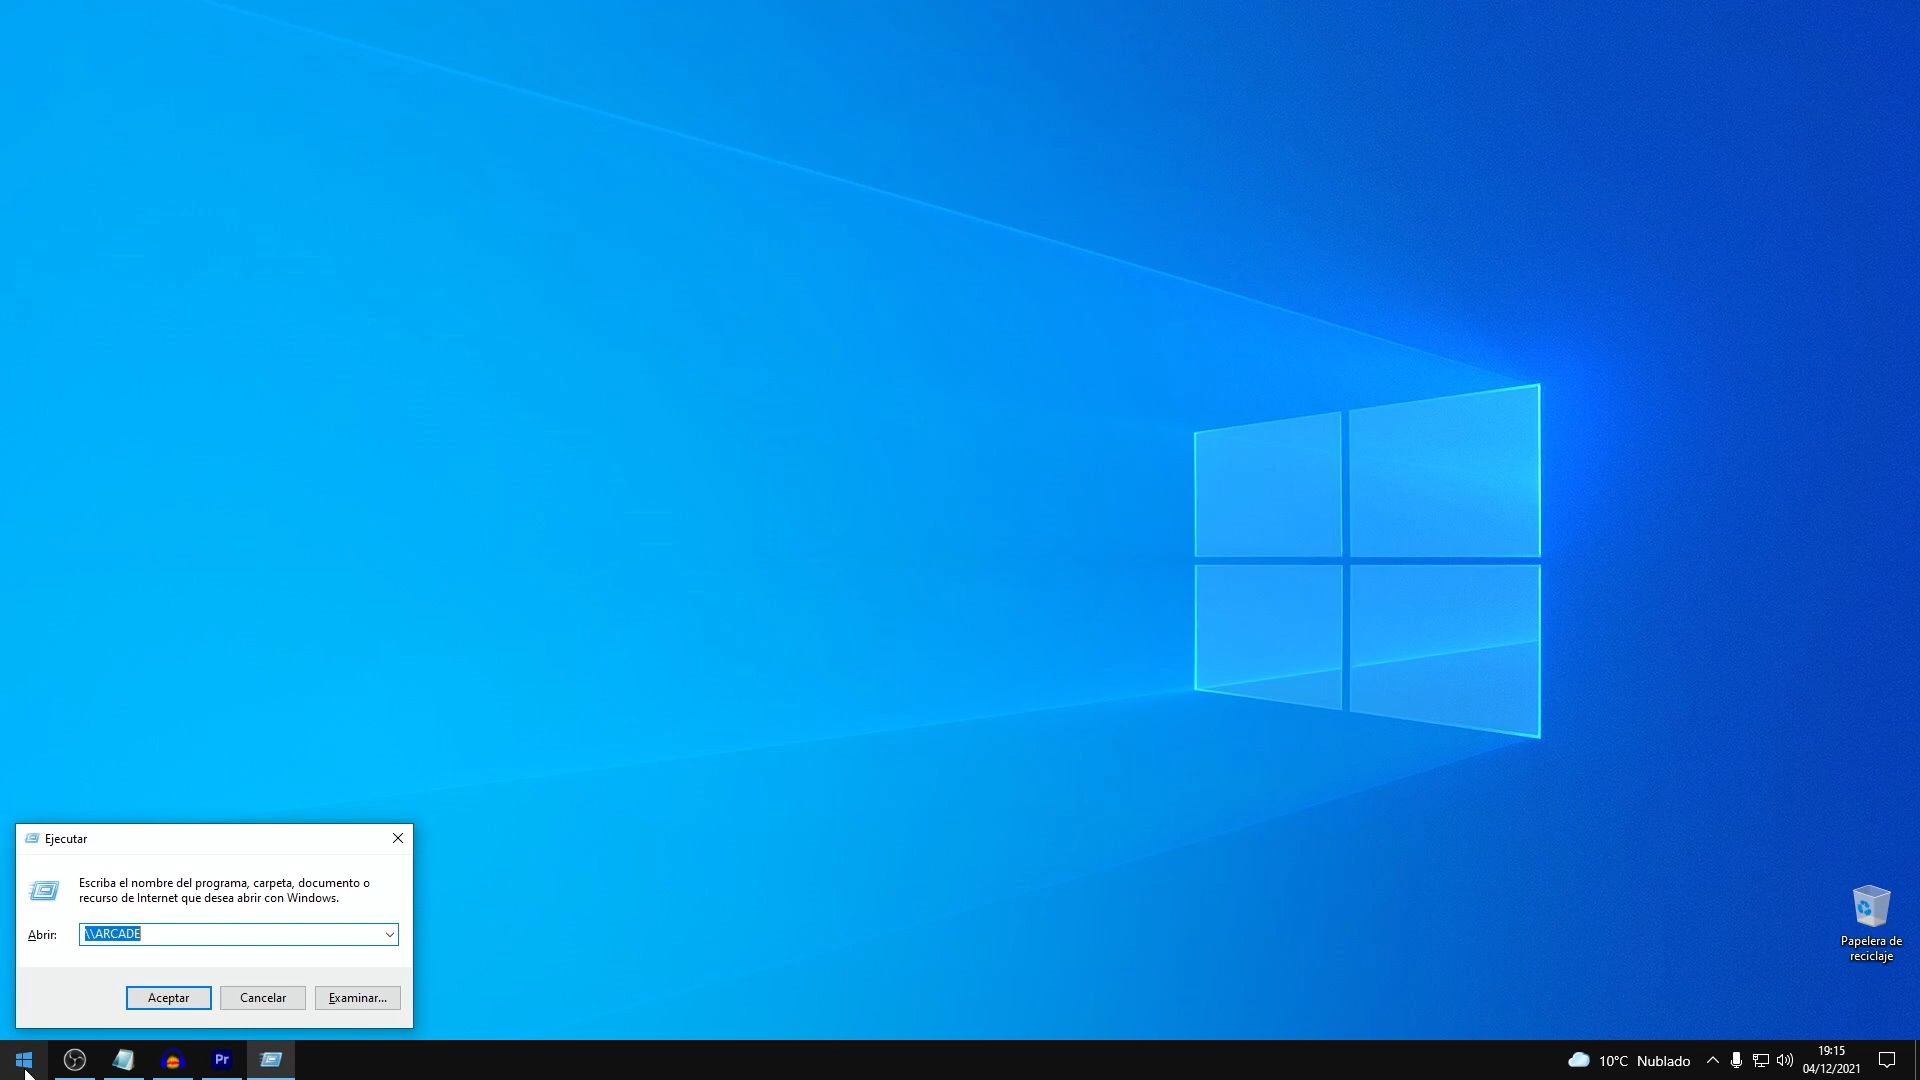 Ejecutar
Escriba el nombre del programa, carpeta, documento o
recurso de Internet que desea abrir con Windows.
Abrir:
\\ARCADE
Aceptar
Cancelar
Examinar...
Papelera de
reciclaje
Pr
10°C Nublado
19:15
04/12/2021